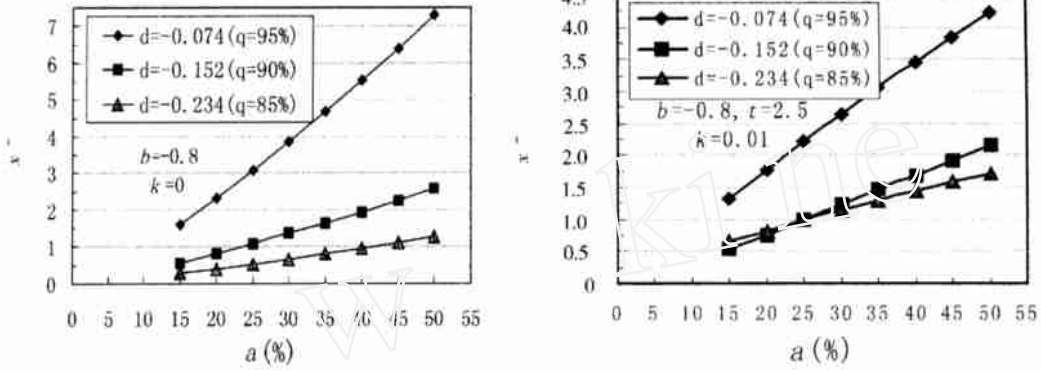 7
6
5
4
3
2
1
0
x⁻
d=-0.074(q=95%)
d=-0.152(q=90%)
d=-0.234(q=85%)
b=-0.8
k=0
0 5 10 15 20 25 30 35 40 45 50 55
a(%)
4.0
3.5
3.0
2.5
2.0
1.5
1.0
0.5
0
x⁻
d=-0.074(q=95%)
d=-0.152(q=90%)
d=-0.234(q=85%)
b=-0.8, t=2.5
k=0.01
0 5 10 15 20 25 30 35 40 45 50 55
a(%)